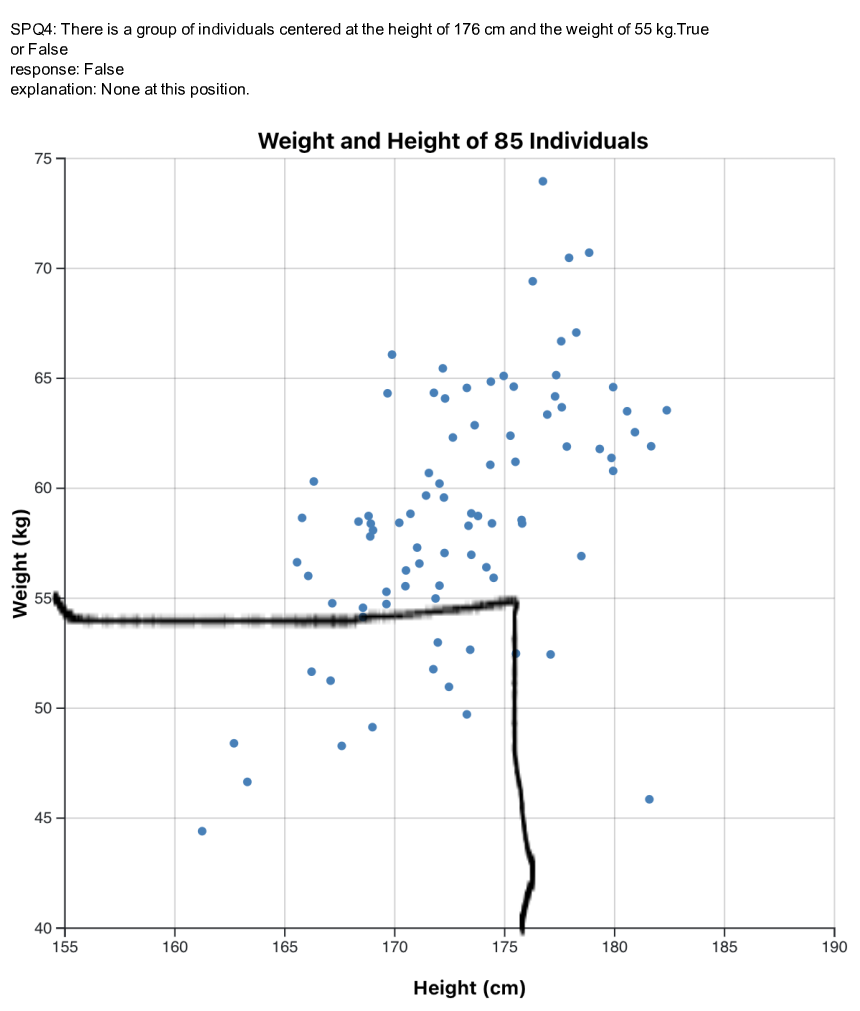 SPQ4: There is a group of individuals centered at the height of 176 cm and the weight of 55 kg.True
or False
response: False
explanation: None at this position.
Weight and Height of 85 Individuals
75
70
65
60
55
50
45
40
Weight (kg)
155 160 165 170 175 180 185 190
Height (cm)